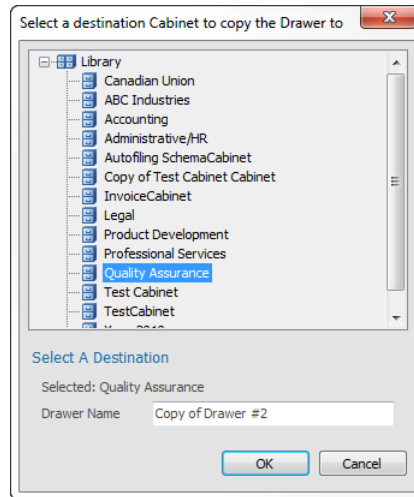 Select a destination Cabinet to copy the Drawer to
Library
Canadian Union
ABC Industries
Accounting
Administrative/HR
Autofiling SchemaCabinet
Copy of Test Cabinet Cabinet
InvoiceCabinet
Legal
Product Development
Professional Services
Quality Assurance
Test Cabinet
TestCabinet
Select A Destination
Selected: Quality Assurance
Drawer Name Copy of Drawer #2
OK Cancel